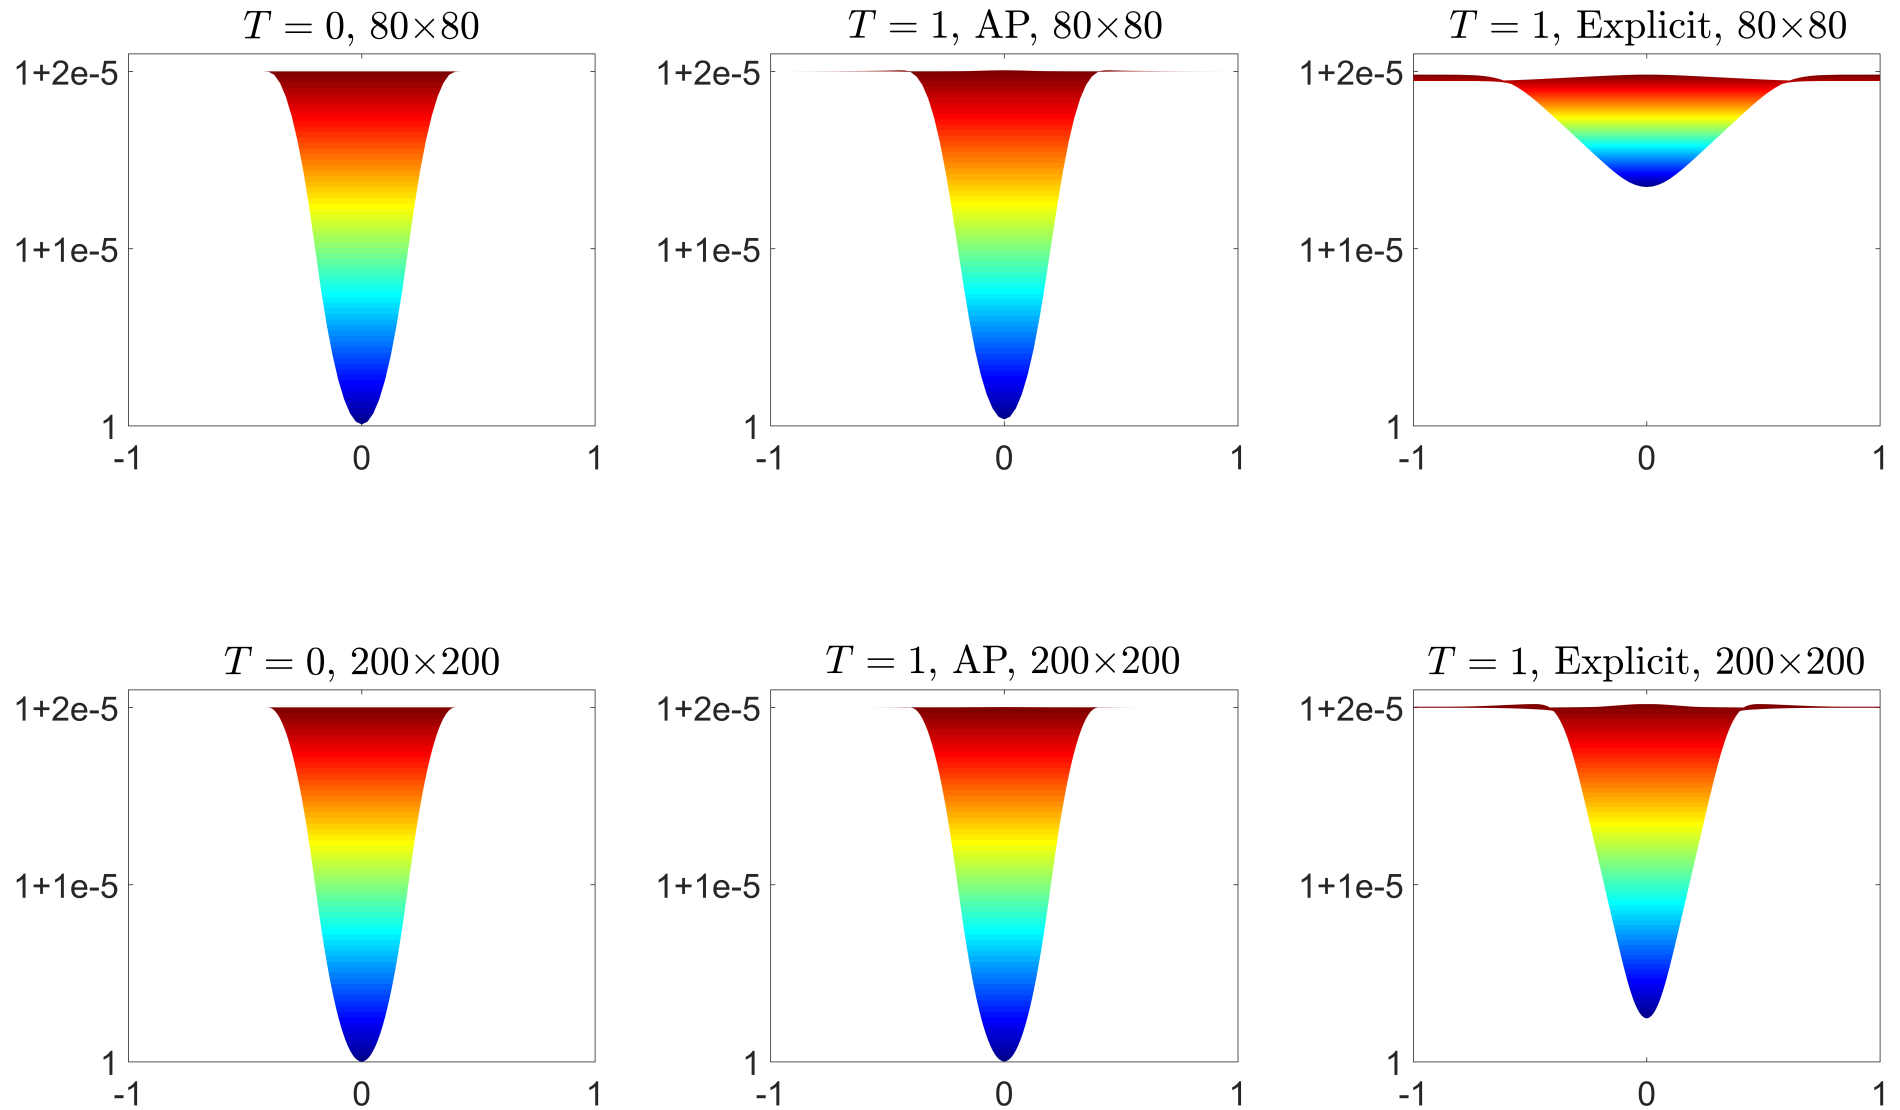 T = 0, 80×80
1+2e-5
1+1e-5
1
-1 0 1
T = 1, AP, 80×80
1+2e-5
1+1e-5
1
-1 0 1
T = 1, Explicit, 80×80
1+2e-5
1+1e-5
1
-1 0 1
T = 0, 200×200
1+2e-5
1+1e-5
1
-1 0 1
T = 1, AP, 200×200
1+2e-5
1+1e-5
1
-1 0 1
T = 1, Explicit, 200×200
1+2e-5
1+1e-5
1
-1 0 1